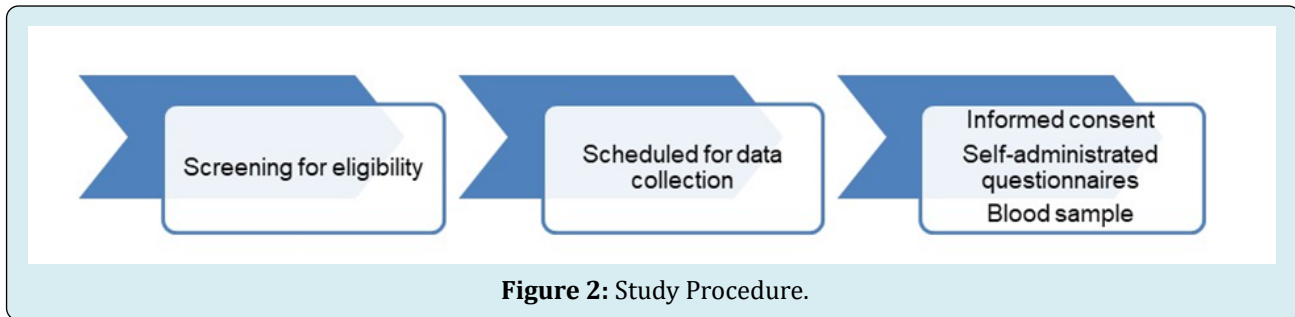 Screening for eligibility
Scheduled for data
collection
Informed consent
Self-administrated
questionnaires
Blood sample
Figure 2: Study Procedure.